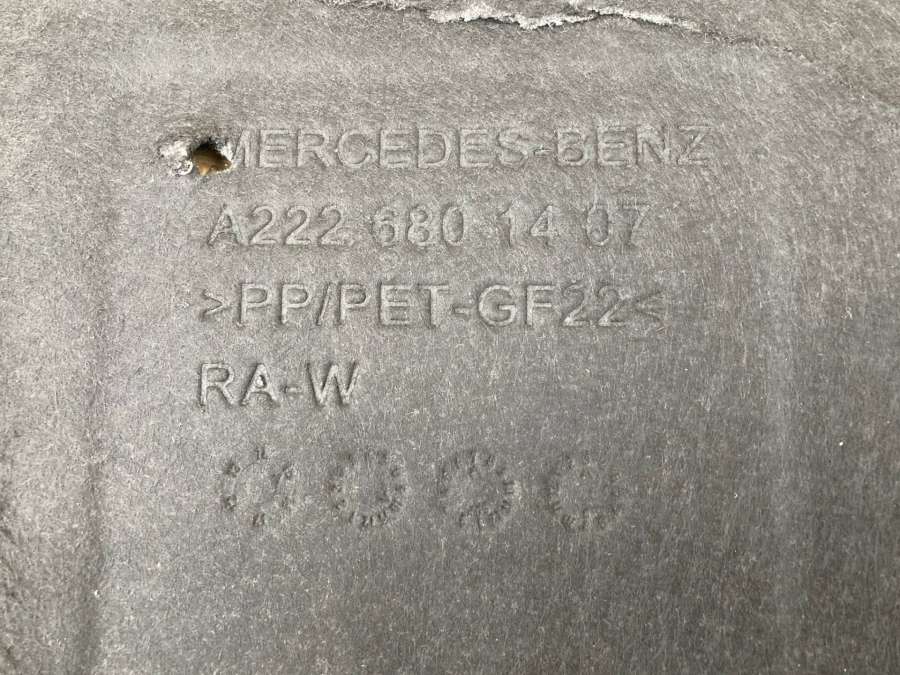 MERCEDES-BENZ
A222 680 14 07
>PP/PET-GF22<
RA-W